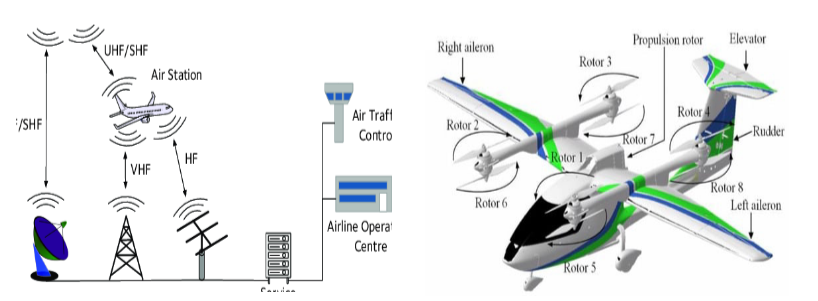 UHF/SHF
Air Station
/SHF
VHF
HF
Air Traff
Contro
Airline Opera
Centre
Right aileron
Propulsion rotor
Elevator
Rotor 3
Rotor 2
Rotor 4
Rotor 7
Rudder
Rotor 1
Rotor 8
Rotor 6
Left aileron
Rotor 5